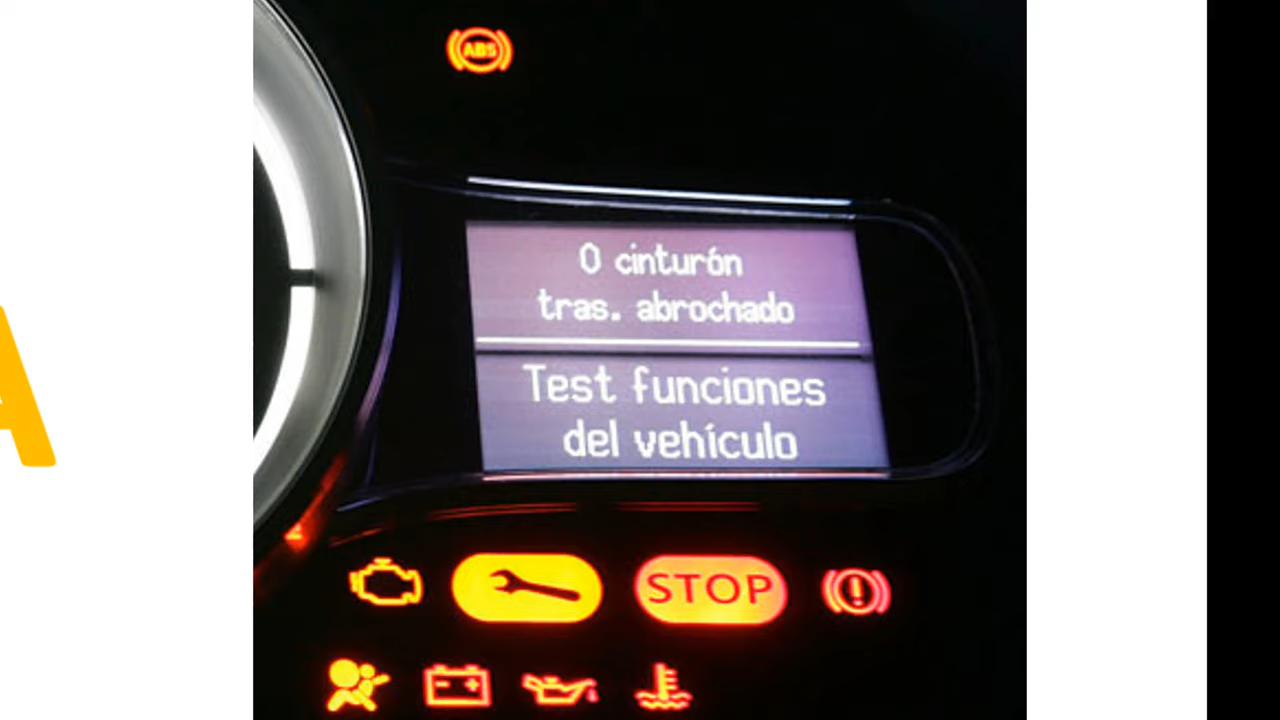 A
ABS
0 cinturón
tras. abrochado
Test funciones
del vehículo
STOP